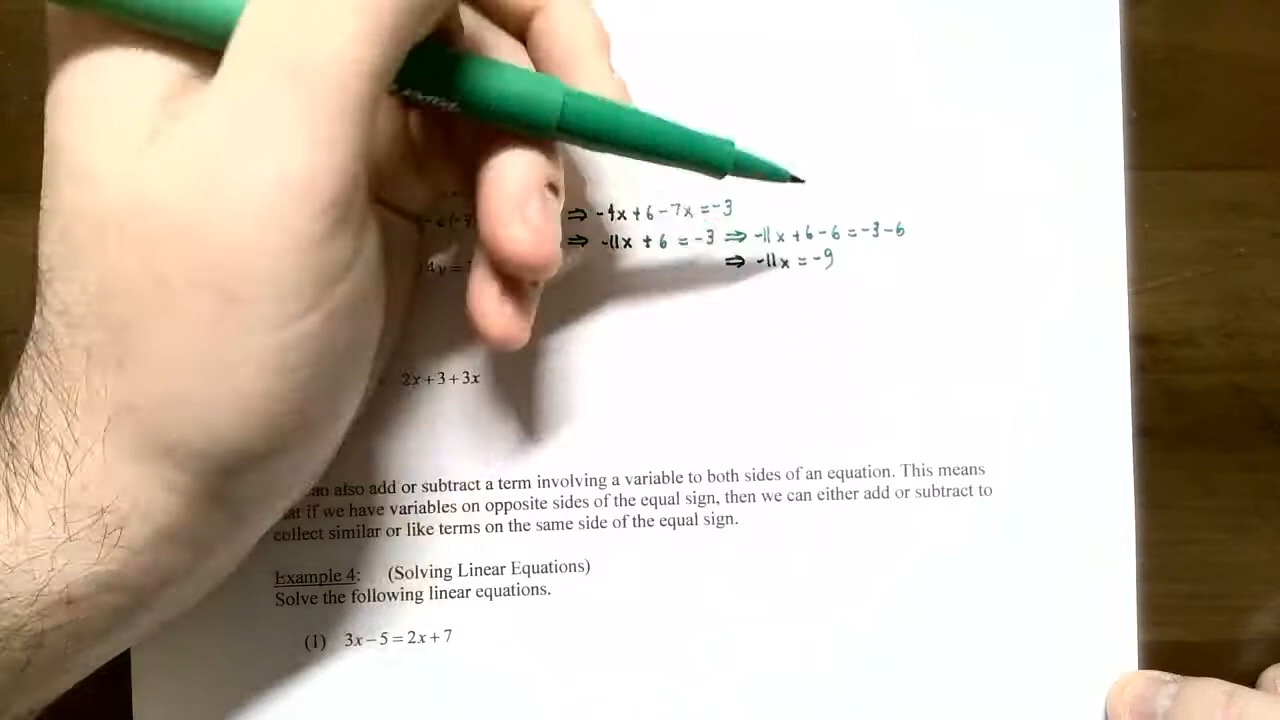 ⇒ -4x + 6 - 7x = -3
⇒ -11x + 6 = -3 ⇒ -11x + 6 - 6 = -3 - 6
4y =
⇒ -11x = -9
2x + 3 + 3x
also add or subtract a term involving a variable to both sides of an equation. This means
if we have variables on opposite sides of the equal sign, then we can either add or subtract to
collect similar or like terms on the same side of the equal sign.
Example 4: (Solving Linear Equations)
Solve the following linear equations.
(1) 3x - 5 = 2x + 7